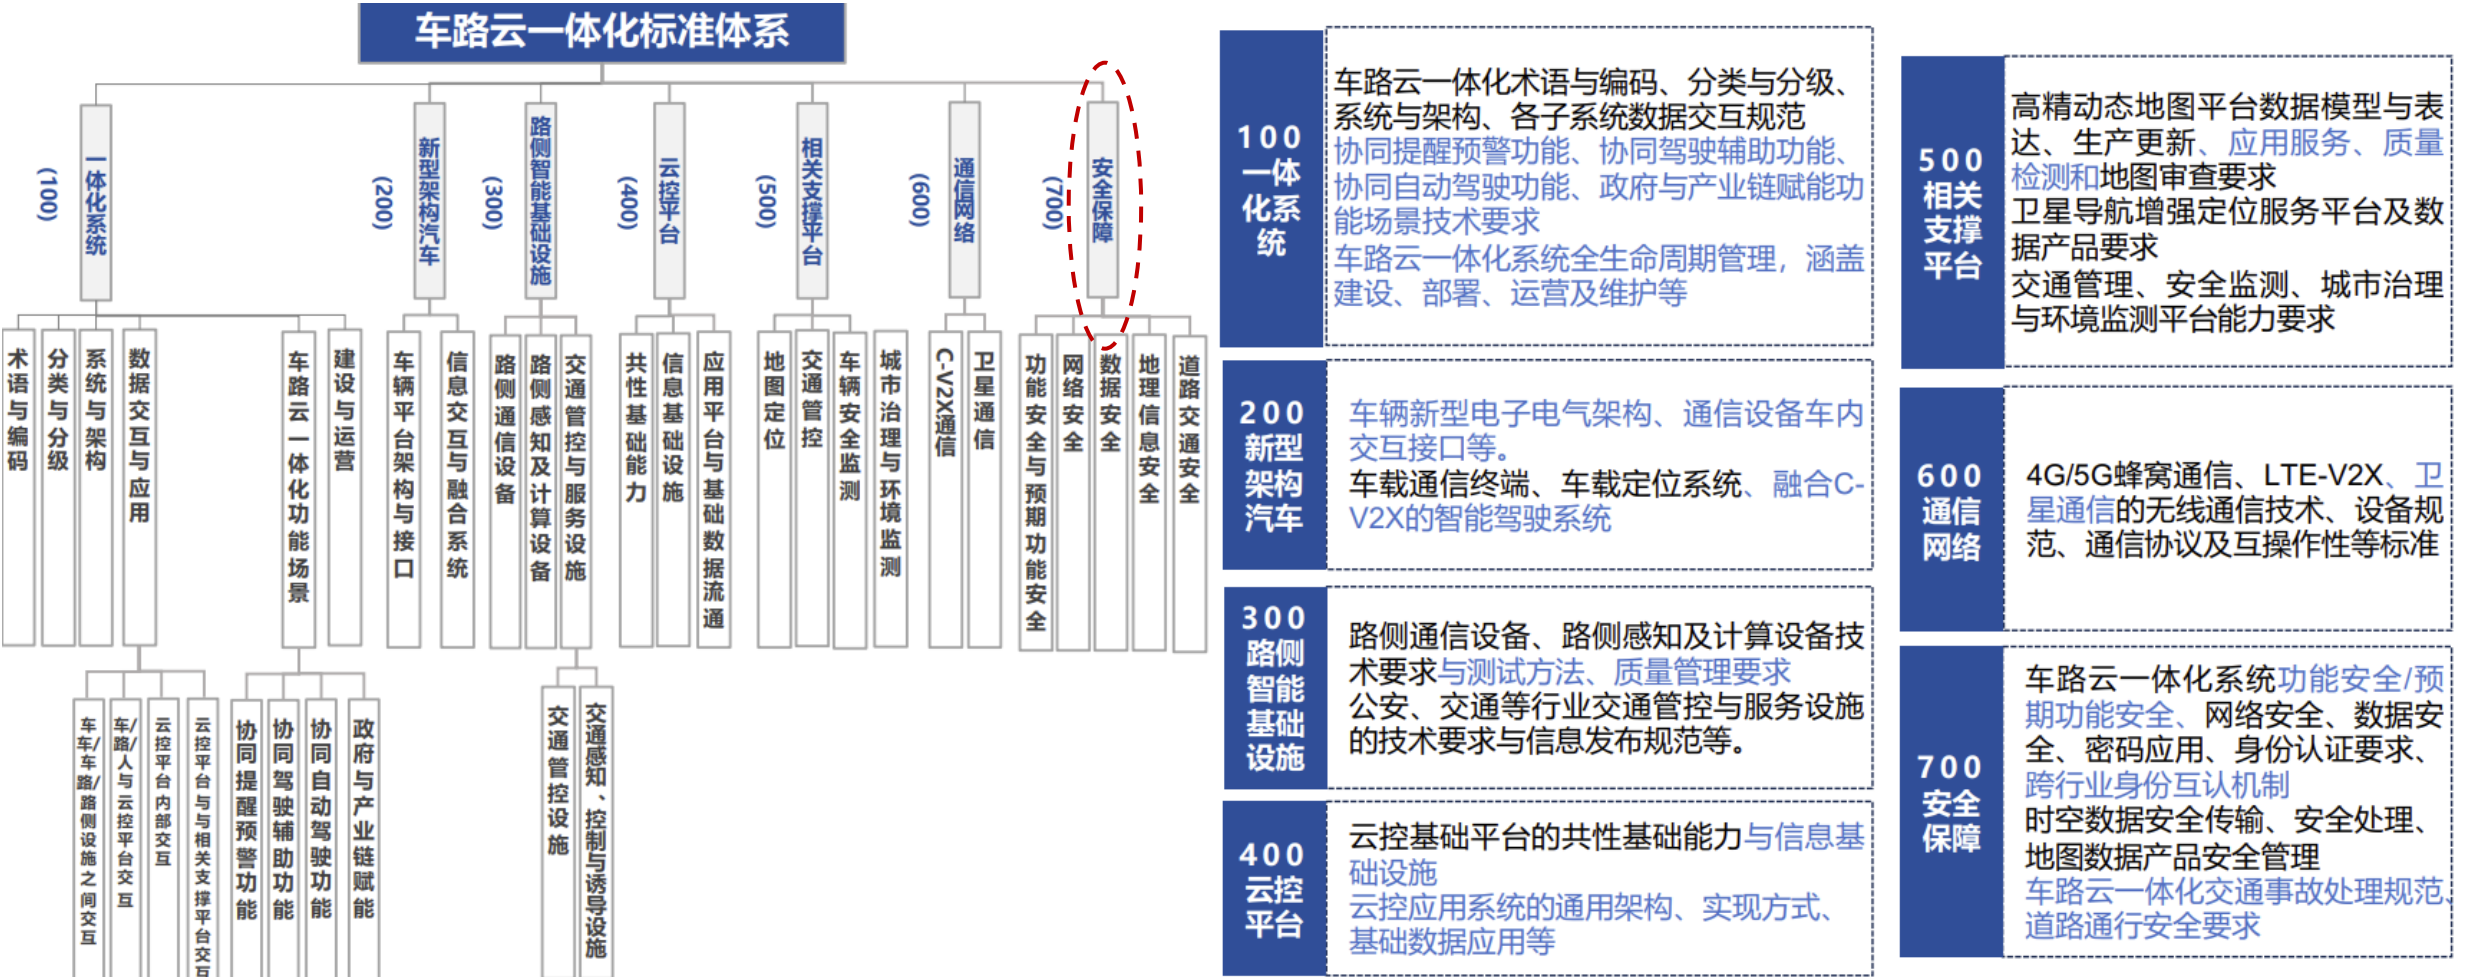 车路云一体化标准体系
一体化系统
(100)
新型架构汽车
(200)
路侧智能基础设施
(300)
云控平台
(400)
相关支撑平台
(500)
通信网络
(600)
安全保障
(700)
术语与编码
分类与分级
系统与架构
数据交互与应用
车路云一体化功能场景
建设与运营
车辆平台架构与接口
信息交互与融合系统
路侧通信设备
路侧感知及计算设备
交通管控与服务设施
共性基础能力
信息基础设施
应用平台与基础数据流通
地图定位
交通管控
车辆安全监测
城市治理与环境监测
C-V2X通信
卫星通信
功能安全与预期功能安全
网络安全
数据安全
地理信息安全
道路交通安全
车车/车路/路侧设施之间交互
车/路/人与云控平台交互
云控平台内部交互
云控平台与与相关支撑平台交互
协同提醒预警功能
协同驾驶辅助功能
协同自动驾驶功能
政府与产业链赋能
交通管控设施
交通感知、控制与诱导设施
100
一体
化系
统
车路云一体化术语与编码、分类与分级、
系统与架构、各子系统数据交互规范
协同提醒预警功能、协同驾驶辅助功能、
协同自动驾驶功能、政府与产业链赋能功
能场景技术要求
车路云一体化系统全生命周期管理，涵盖
建设、部署、运营及维护等
200
新型
架构
汽车
车辆新型电子电气架构、通信设备车内
交互接口等。
车载通信终端、车载定位系统、融合C-
V2X的智能驾驶系统
300
路侧
智能
基础
设施
路侧通信设备、路侧感知及计算设备技
术要求与测试方法、质量管理要求
公安、交通等行业交通管控与服务设施
的技术要求与信息发布规范等。
400
云控
平台
云控基础平台的共性基础能力与信息基
础设施
云控应用系统的通用架构、实现方式、
基础数据应用等
500
相关
支撑
平台
高精动态地图平台数据模型与表
达、生产更新、应用服务、质量
检测和地图审查要求
卫星导航增强定位服务平台及数
据产品要求
交通管理、安全监测、城市治理
与环境监测平台能力要求
600
通信
网络
4G/5G蜂窝通信、LTE-V2X、卫
星通信的无线通信技术、设备规
范、通信协议及互操作性等标准
700
安全
保障
车路云一体化系统功能安全/预
期功能安全、网络安全、数据安
全、密码应用、身份认证要求、
跨行业身份互认机制
时空数据安全传输、安全处理、
地图数据产品安全管理
车路云一体化交通事故处理规范、
道路通行安全要求